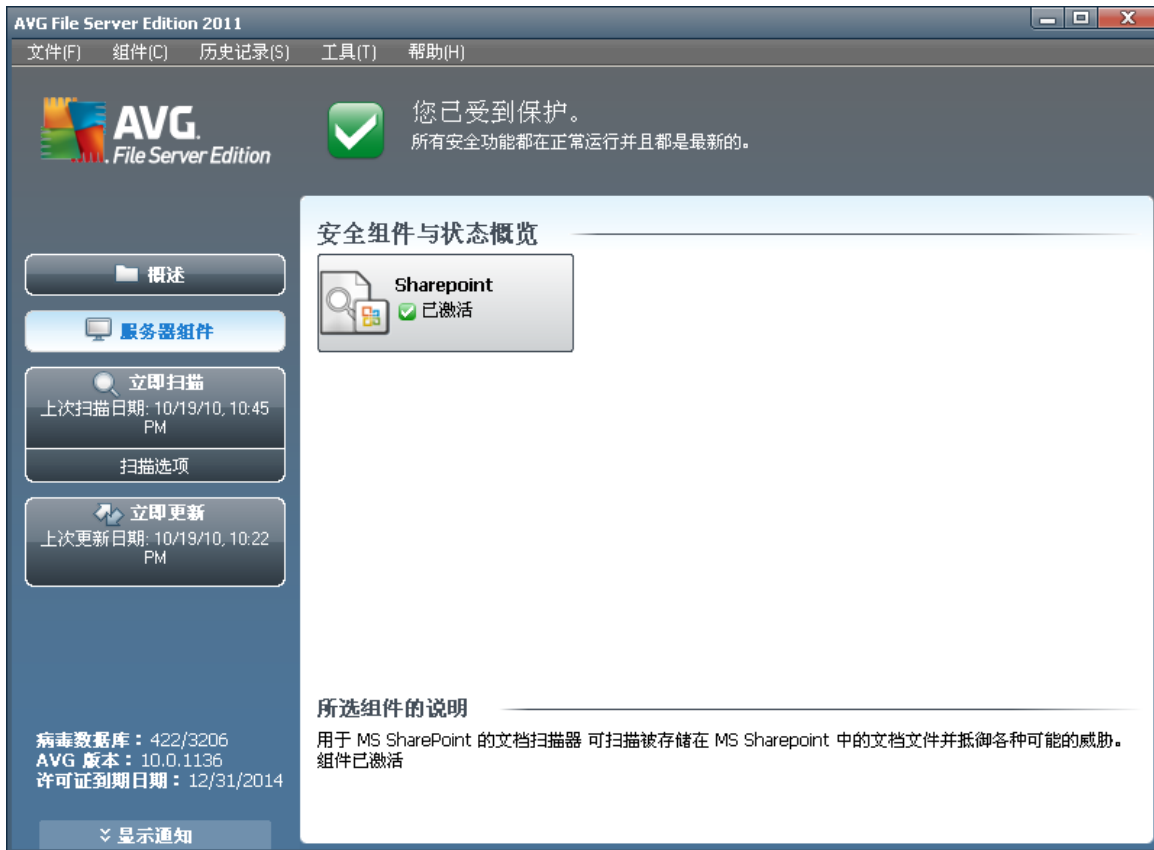 AVG File Server Edition 2011
文件(F) 组件(C) 历史记录(S) 工具(T) 帮助(H)
AVG.
File Server Edition
您已受到保护。
所有安全功能都在正常运行并且都是最新的。
概述
服务器组件
立即扫描
上次扫描日期: 10/19/10, 10:45
PM
扫描选项
立即更新
上次更新日期: 10/19/10, 10:22
PM
病毒数据库：422/3206
AVG 版本：10.0.1136
许可证到期日期：12/31/2014
显示通知
安全组件与状态概览
Sharepoint
已激活
所选组件的说明
用于 MS SharePoint 的文档扫描器 可扫描被存储在 MS Sharepoint 中的文档文件并抵御各种可能的威胁。
组件已激活